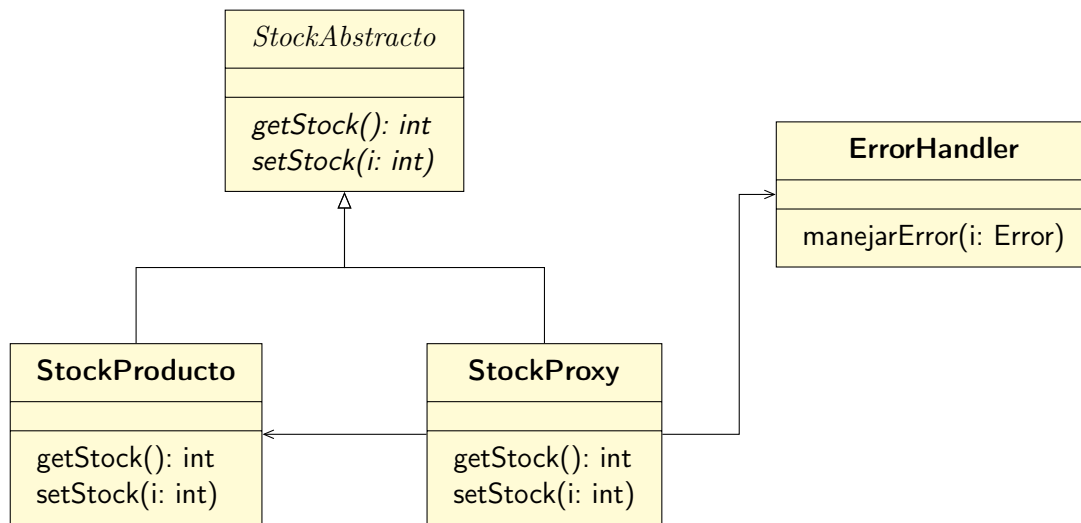 StockAbstracto
getStock(): int
setStock(i: int)
ErrorHandler
manejarError(i: Error)
StockProducto
getStock(): int
setStock(i: int)
StockProxy
getStock(): int
setStock(i: int)